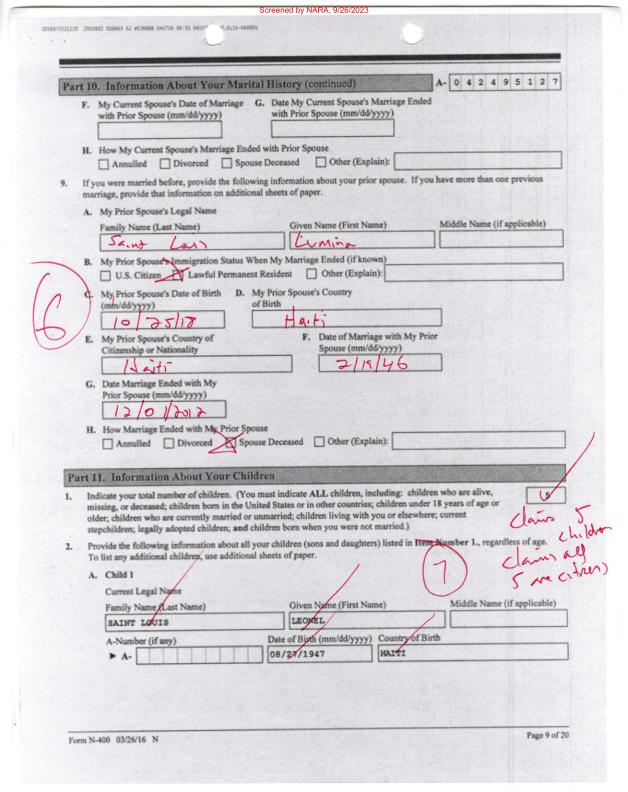 Screened by NARA, 9/26/2023
Part 10. Information About Your Marital History (continued)
A- 0 4 2 4 9 5 1 2 7
F. My Current Spouse's Date of Marriage with Prior Spouse (mm/dd/yyyy)
G. Date My Current Spouse's Marriage Ended with Prior Spouse (mm/dd/yyyy)
H. How My Current Spouse's Marriage Ended with Prior Spouse
Annulled Divorced Spouse Deceased Other (Explain):
9. If you were married before, provide the following information about your prior spouse. If you have more than one previous
marriage, provide that information on additional sheets of paper.
A. My Prior Spouse's Legal Name
Family Name (Last Name) Given Name (First Name) Middle Name (if applicable)
Saint Louis
B. My Prior Spouse's Immigration Status When My Marriage Ended (if known)
U.S. Citizen Lawful Permanent Resident Other (Explain):
6
C. My Prior Spouse's Date of Birth (mm/dd/yyyy)
D. My Prior Spouse's Country of Birth
10/25/18 Haiti
E. My Prior Spouse's Country of Citizenship or Nationality
F. Date of Marriage with My Prior Spouse (mm/dd/yyyy)
Haiti 2/19/46
G. Date Marriage Ended with My
Prior Spouse (mm/dd/yyyy)
12/01/2012
H. How Marriage Ended with My Prior Spouse
Annulled Divorced Spouse Deceased Other (Explain):
Part 11. Information About Your Children
1. Indicate your total number of children. (You must indicate ALL children, including: children who are alive,
missing, or deceased; children born in the United States or in other countries; children under 18 years of age or
older; children who are currently married or unmarried; children living with you or elsewhere; current
stepchildren; legally adopted children; and children born when you were not married.)
5
claims 5
children
claims all
5 are citizens
2. Provide the following information about all your children (sons and daughters) listed in Item Number 1., regardless of age.
To list any additional children, use additional sheets of paper.
7
A. Child 1
Current Legal Name
Family Name (Last Name) Given Name (First Name) Middle Name (if applicable)
SAINT LOUIS LEONEL
A-Number (if any) Date of Birth (mm/dd/yyyy) Country of Birth
► A- 08/27/1947 HAITI
Form N-400 03/26/16 N Page 9 of 20